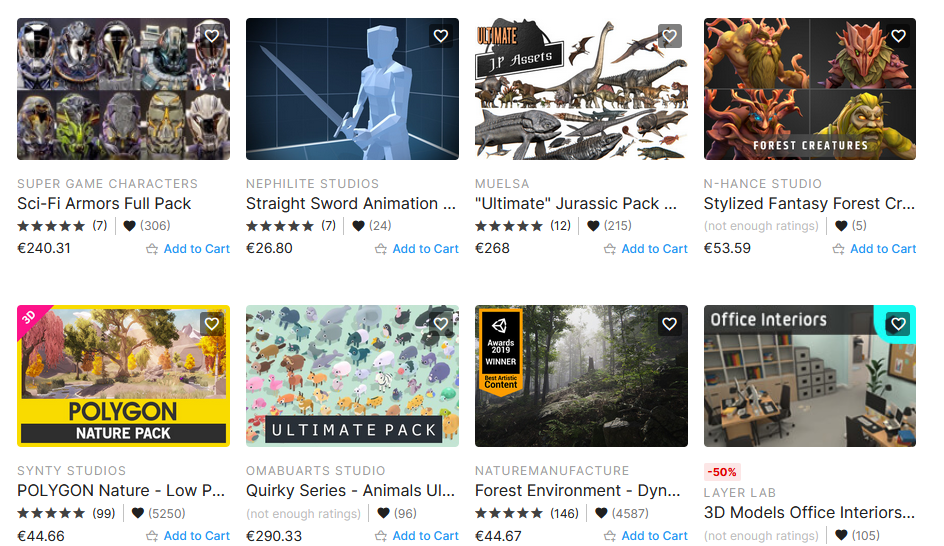 ULTIMATE
J.P. Assets
FOREST CREATURES
SUPER GAME CHARACTERS
Sci-Fi Armors Full Pack
(7)
(306)
€240.31
Add to Cart
NEPHILITE STUDIOS
Straight Sword Animation ...
(7)
(24)
€26.80
Add to Cart
MUELSA
"Ultimate" Jurassic Pack ...
(12)
(215)
€268
Add to Cart
N-HANCE STUDIO
Stylized Fantasy Forest Cr...
(not enough ratings)
(5)
€53.59
Add to Cart
3D
POLYGON
NATURE PACK
ULTIMATE PACK
Awards
2019
WINNER
Best Artistic
Content
Office Interiors
SYNTY STUDIOS
POLYGON Nature - Low P...
(99)
(5250)
€44.66
Add to Cart
OMABUARTS STUDIO
Quirky Series - Animals Ul...
(not enough ratings)
(96)
€290.33
Add to Cart
NATUREMANUFACTURE
Forest Environment - Dyn...
(146)
(4587)
€44.67
Add to Cart
-50%
LAYER LAB
3D Models Office Interiors...
(not enough ratings)
(105)